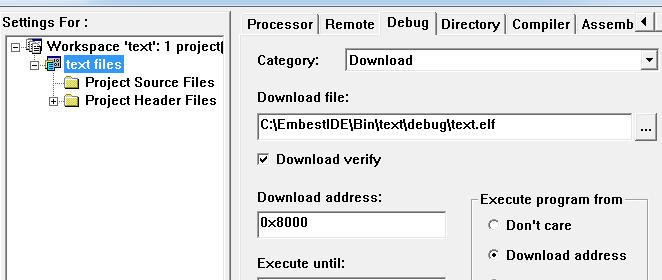 Settings For :
Workspace 'text': 1 project(
text files
Project Source Files
Project Header Files
Processor Remote Debug Directory Compiler Assemb
Category: Download
Download file:
C:\EmbestIDE\Bin\text\debug\text.elf
...
Download verify
Download address:
0x8000
Execute until:
Execute program from
Don't care
Download address